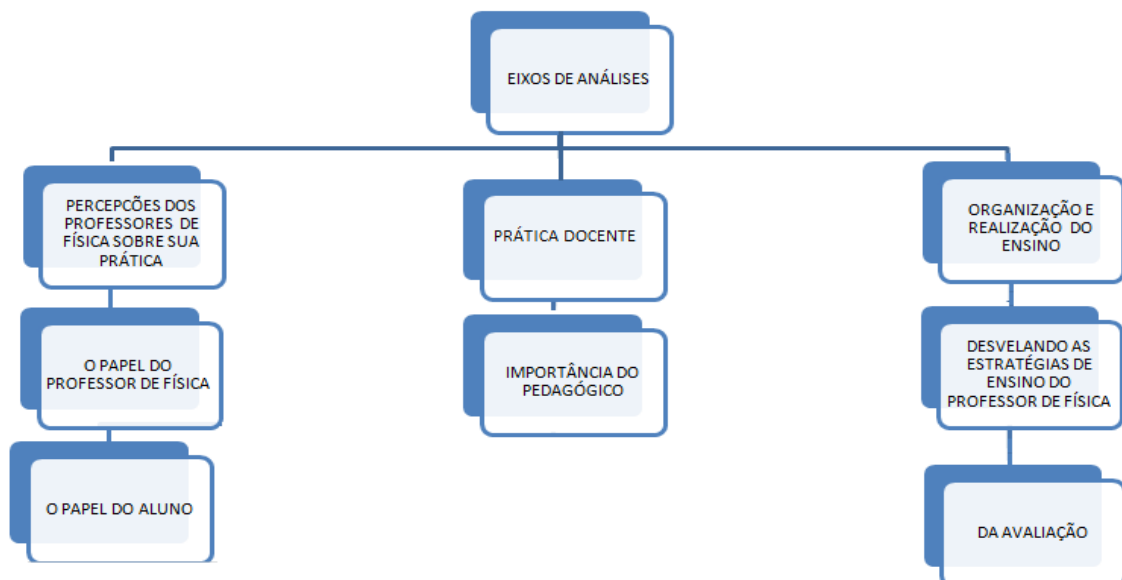 EIXOS DE ANÁLISES
PERCEPCÕES DOS
PROFESSORES DE
FÍSICA SOBRE SUA
PRÁTICA
O PAPEL DO
PROFESSOR DE FÍSICA
O PAPEL DO ALUNO
PRÁTICA DOCENTE
IMPORTÂNCIA DO
PEDAGÓGICO
ORGANIZAÇÃO E
REALIZAÇÃO DO
ENSINO
DESVELANDO AS
ESTRATÉGIAS DE
ENSINO DO
PROFESSOR DE FÍSICA
DA AVALIAÇÃO